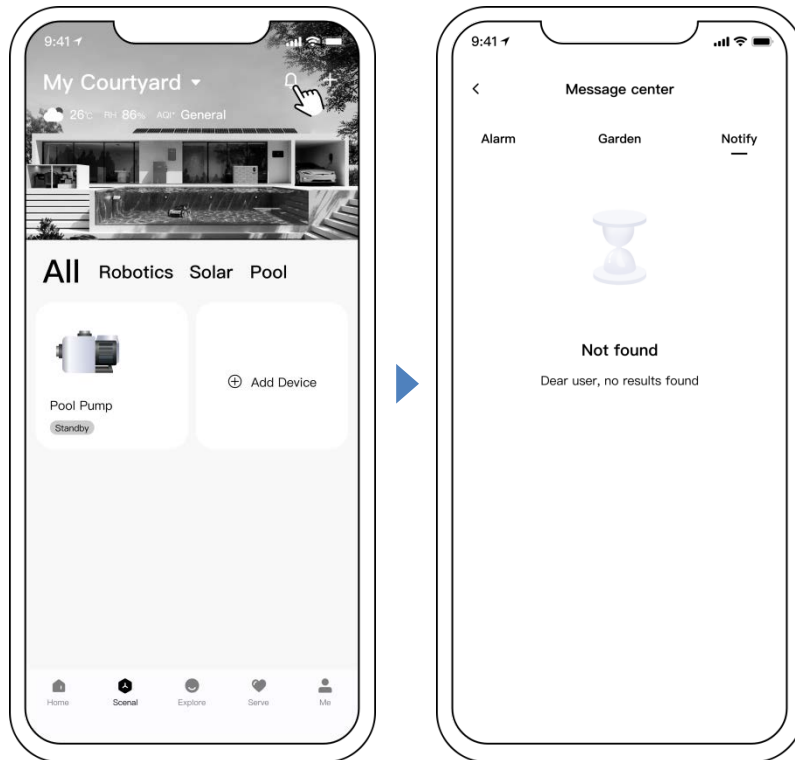 9:41
My Courtyard
26℃ RH 86% AQI* General
All Robotics Solar Pool
Pool Pump
Standby
Add Device
Home Scenal Explore Serve Me
9:41
Message center
Alarm Garden Notify
Not found
Dear user, no results found